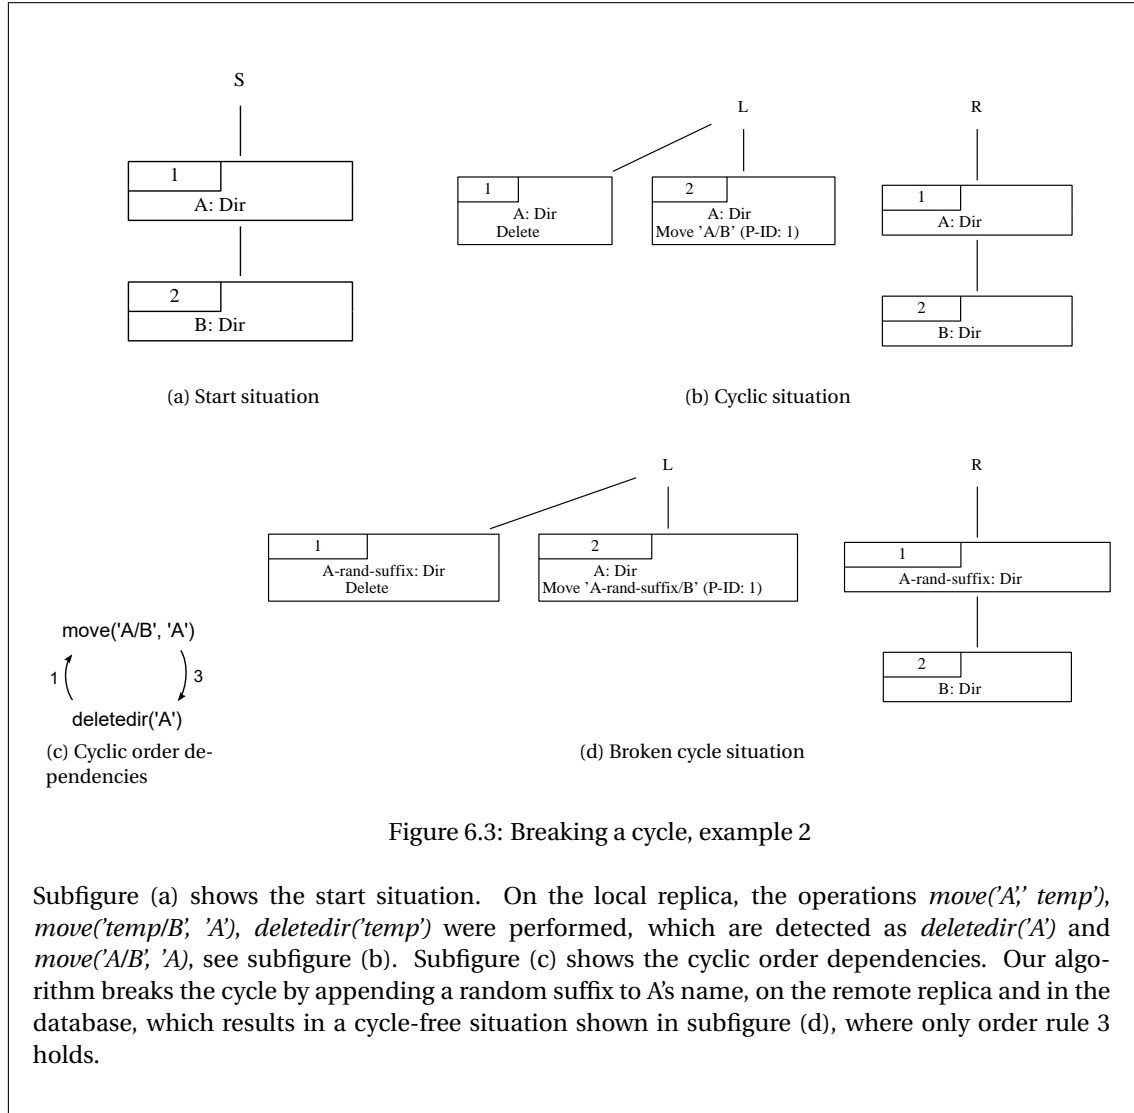 S
1
A: Dir
2
B: Dir
(a) Start situation
L
1
A: Dir
Delete
2
A: Dir
Move 'A/B' (P-ID: 1)
R
1
A: Dir
2
B: Dir
(b) Cyclic situation
move('A/B', 'A')
1
3
deletedir('A')
(c) Cyclic order de-
pendencies
L
1
A-rand-suffix: Dir
Delete
2
A: Dir
Move 'A-rand-suffix/B' (P-ID: 1)
R
1
A-rand-suffix: Dir
2
B: Dir
(d) Broken cycle situation
Figure 6.3: Breaking a cycle, example 2
Subfigure (a) shows the start situation. On the local replica, the operations move('A',' temp'),
move('temp/B', 'A'), deletedir('temp') were performed, which are detected as deletedir('A') and
move('A/B', 'A), see subfigure (b). Subfigure (c) shows the cyclic order dependencies. Our algo-
rithm breaks the cycle by appending a random suffix to A's name, on the remote replica and in the
database, which results in a cycle-free situation shown in subfigure (d), where only order rule 3
holds.